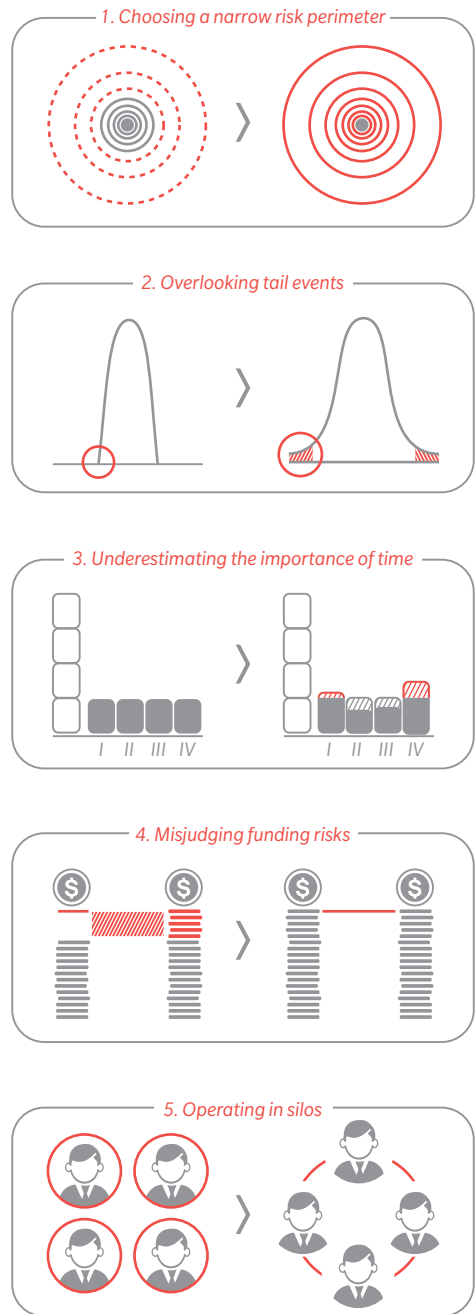 1. Choosing a narrow risk perimeter
2. Overlooking tail events
3. Underestimating the importance of time
I II III IV
I II III IV
4. Misjudging funding risks
$ $ $ $
5. Operating in silos